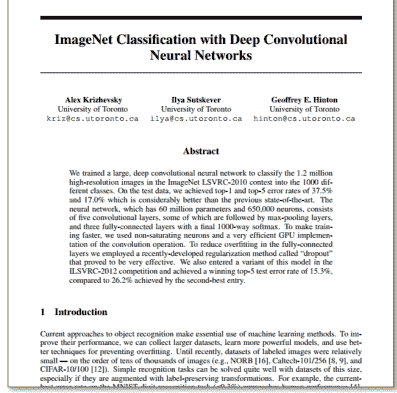 ImageNet Classification with Deep Convolutional
Neural Networks
Alex Krizhevsky
University of Toronto
kriz@cs.utoronto.ca
Ilya Sutskever
University of Toronto
ilya@cs.utoronto.ca
Geoffrey E. Hinton
University of Toronto
hinton@cs.utoronto.ca
Abstract
We trained a large, deep convolutional neural network to classify the 1.2 million
high-resolution images in the ImageNet LSVRC-2010 contest into the 1000 dif-
ferent classes. On the test data, we achieved top-1 and top-5 error rates of 37.5%
and 17.0% which is considerably better than the previous state-of-the-art. The
neural network, which has 60 million parameters and 650,000 neurons, consists
of five convolutional layers, some of which are followed by max-pooling layers,
and three fully-connected layers with a final 1000-way softmax. To make train-
ing faster, we used non-saturating neurons and a very efficient GPU implemen-
tation of the convolution operation. To reduce overfitting in the fully-connected
layers we employed a recently-developed regularization method called “dropout”
that proved to be very effective. We also entered a variant of this model in the
ILSVRC-2012 competition and achieved a winning top-5 test error rate of 15.3%,
compared to 26.2% achieved by the second-best entry.
1 Introduction
Current approaches to object recognition make essential use of machine learning methods. To im-
prove their performance, we can collect larger datasets, learn more powerful models, and use bet-
ter techniques for preventing overfitting. Until recently, datasets of labeled images were relatively
small — on the order of tens of thousands of images (e.g., NORB [16], Caltech-101/256 [8, 9], and
CIFAR-10/100 [12]). Simple recognition tasks can be solved quite well with datasets of this size,
especially if they are augmented with label-preserving transformations. For example, the current-